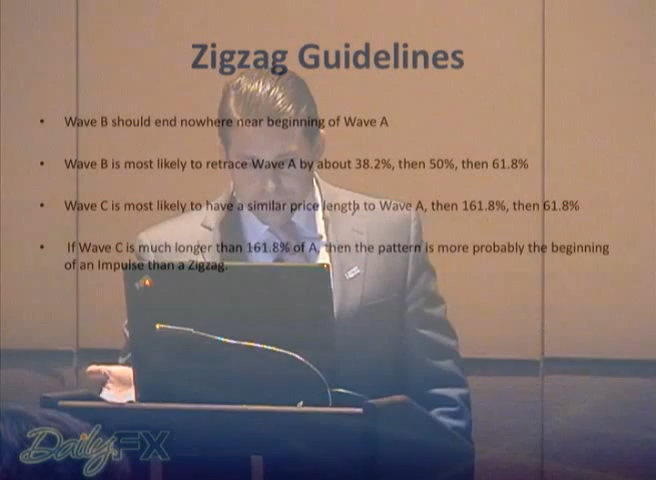 Zigzag Guidelines
• Wave B should end nowhere near beginning of Wave A
• Wave B is most likely to retrace Wave A by about 38.2%, then 50%, then 61.8%
• Wave C is most likely to have a similar price length to Wave A, then 161.8%, then 61.8%
• If Wave C is much longer than 161.8% of A, then the pattern is more probably the beginning
of an Impulse than a Zigzag.
DailyFX